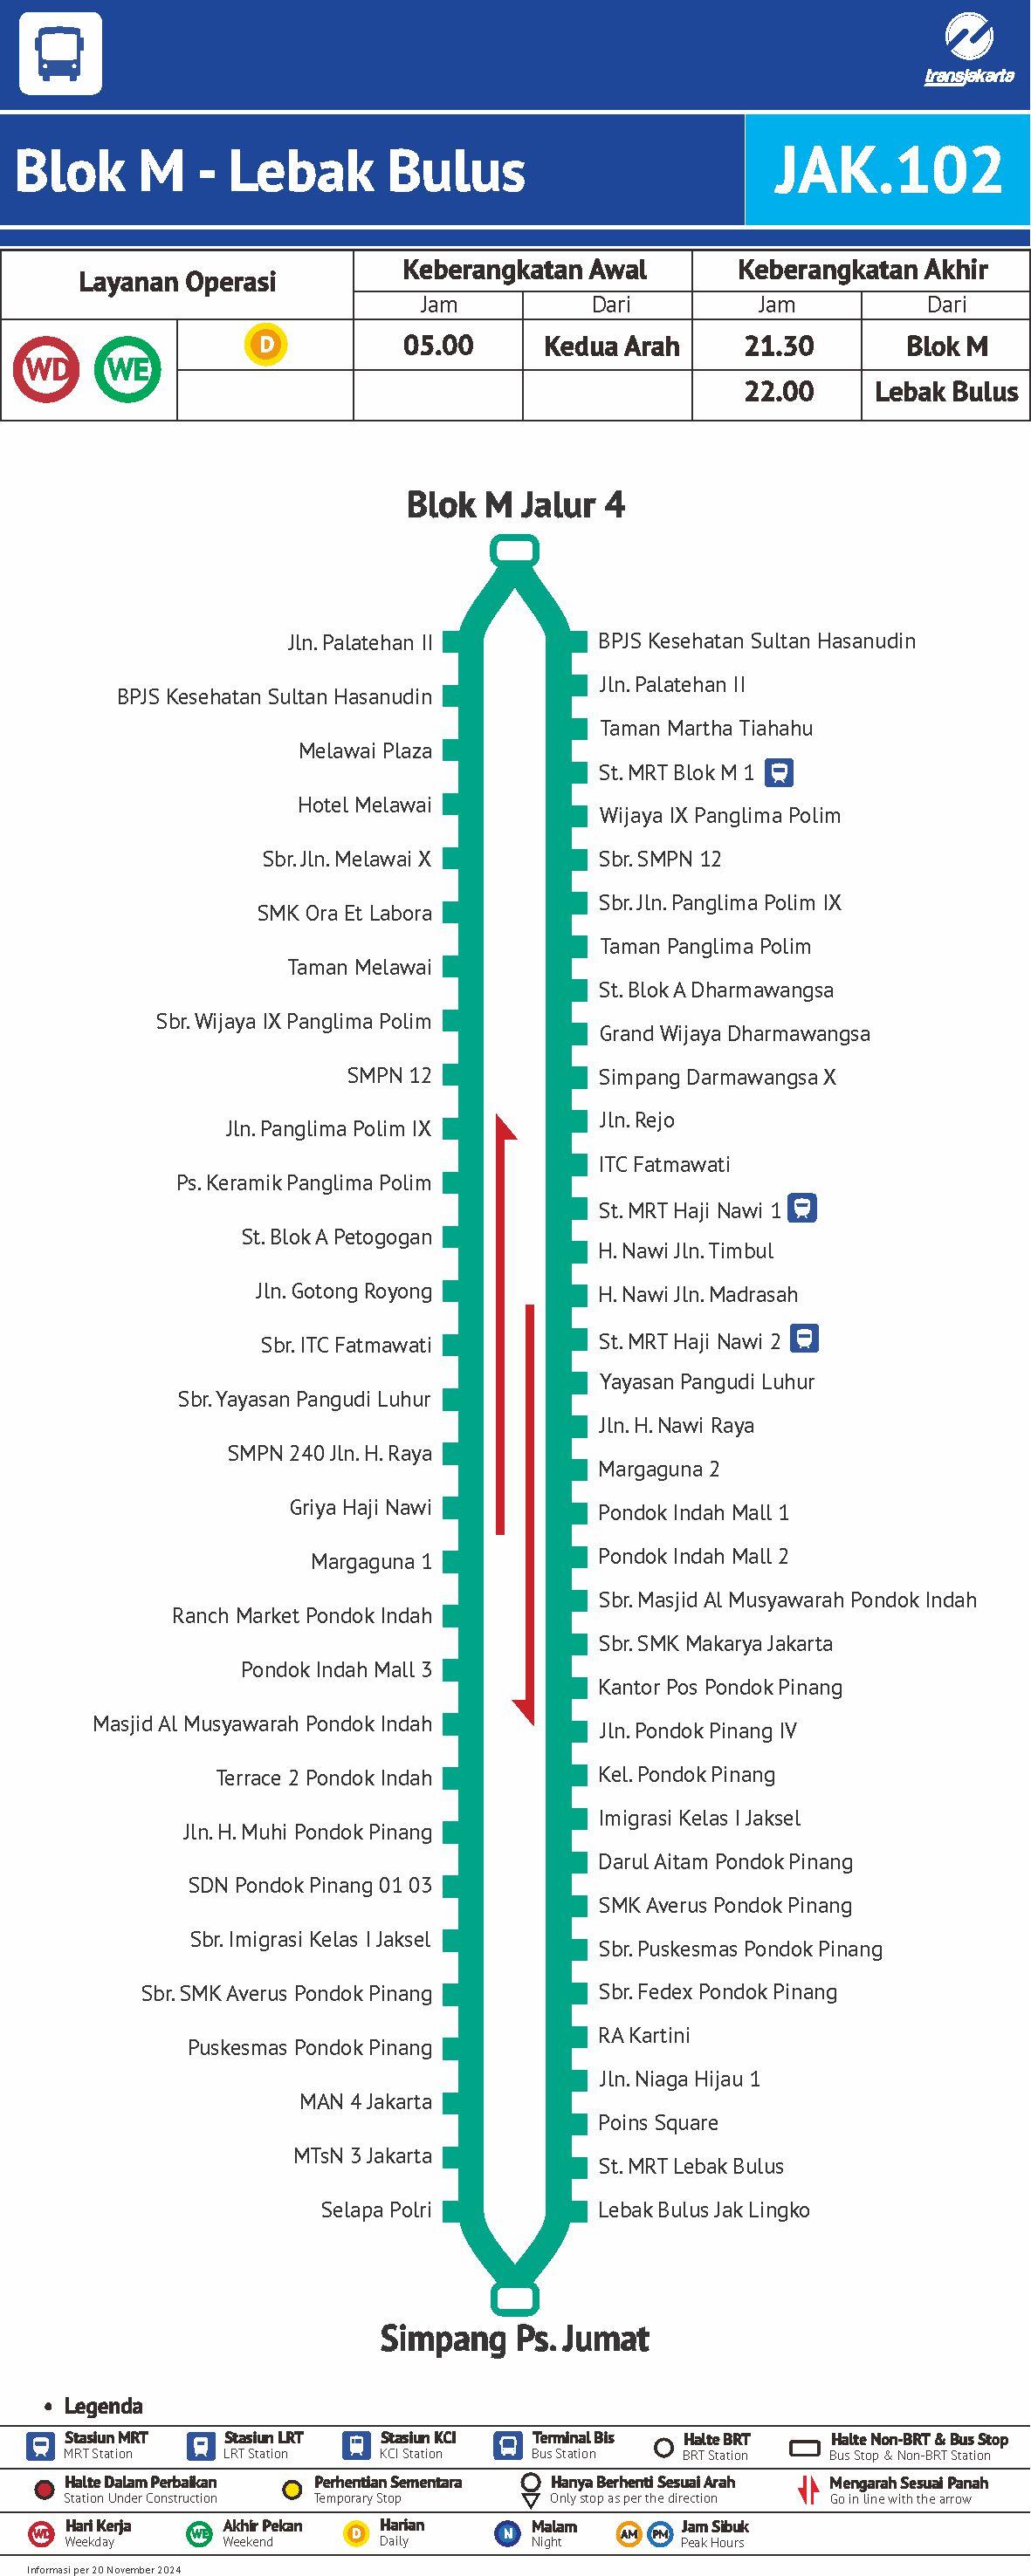 transjakarta
Blok M - Lebak Bulus
JAK.102
Layanan Operasi
Keberangkatan Awal
Keberangkatan Akhir
Jam
Dari
Jam
Dari
WD
WE
D
05.00
Kedua Arah
21.30
Blok M
22.00
Lebak Bulus
Blok M Jalur 4
Jln. Palatehan II
BPJS Kesehatan Sultan Hasanudin
Melawai Plaza
Hotel Melawai
Sbr. Jln. Melawai X
SMK Ora Et Labora
Taman Melawai
Sbr. Wijaya IX Panglima Polim
SMPN 12
Jln. Panglima Polim IX
Ps. Keramik Panglima Polim
St. Blok A Petogogan
Jln. Gotong Royong
Sbr. ITC Fatmawati
Sbr. Yayasan Pangudi Luhur
SMPN 240 Jln. H. Raya
Griya Haji Nawi
Margaguna 1
Ranch Market Pondok Indah
Pondok Indah Mall 3
Masjid Al Musyawarah Pondok Indah
Terrace 2 Pondok Indah
Jln. H. Muhi Pondok Pinang
SDN Pondok Pinang 01 03
Sbr. Imigrasi Kelas I Jaksel
Sbr. SMK Averus Pondok Pinang
Puskesmas Pondok Pinang
MAN 4 Jakarta
MTsN 3 Jakarta
Selapa Polri
BPJS Kesehatan Sultan Hasanudin
Jln. Palatehan II
Taman Martha Tiahahu
St. MRT Blok M 1
Wijaya IX Panglima Polim
Sbr. SMPN 12
Sbr. Jln. Panglima Polim IX
Taman Panglima Polim
St. Blok A Dharmawangsa
Grand Wijaya Dharmawangsa
Simpang Darmawangsa X
Jln. Rejo
ITC Fatmawati
St. MRT Haji Nawi 1
H. Nawi Jln. Timbul
H. Nawi Jln. Madrasah
St. MRT Haji Nawi 2
Yayasan Pangudi Luhur
Jln. H. Nawi Raya
Margaguna 2
Pondok Indah Mall 1
Pondok Indah Mall 2
Sbr. Masjid Al Musyawarah Pondok Indah
Sbr. SMK Makarya Jakarta
Kantor Pos Pondok Pinang
Jln. Pondok Pinang IV
Kel. Pondok Pinang
Imigrasi Kelas I Jaksel
Darul Aitam Pondok Pinang
SMK Averus Pondok Pinang
Sbr. Puskesmas Pondok Pinang
Sbr. Fedex Pondok Pinang
RA Kartini
Jln. Niaga Hijau 1
Poins Square
St. MRT Lebak Bulus
Lebak Bulus Jak Lingko
Simpang Ps. Jumat
• Legenda
Stasiun MRT
MRT Station
Stasiun LRT
LRT Station
Stasiun KCI
KCI Station
Terminal Bis
Bus Station
Halte BRT
BRT Station
Halte Non-BRT & Bus Stop
Bus Stop & Non-BRT Station
Halte Dalam Perbaikan
Station Under Construction
Perhentian Sementara
Temporary Stop
Hanya Berhenti Sesuai Arah
Only stop as per the direction
Mengarah Sesuai Panah
Go in line with the arrow
WD
Hari Kerja
Weekday
WE
Akhir Pekan
Weekend
D
Harian
Daily
N
Malam
Night
AM
PM
Jam Sibuk
Peak Hours
Informasi per 20 November 2024